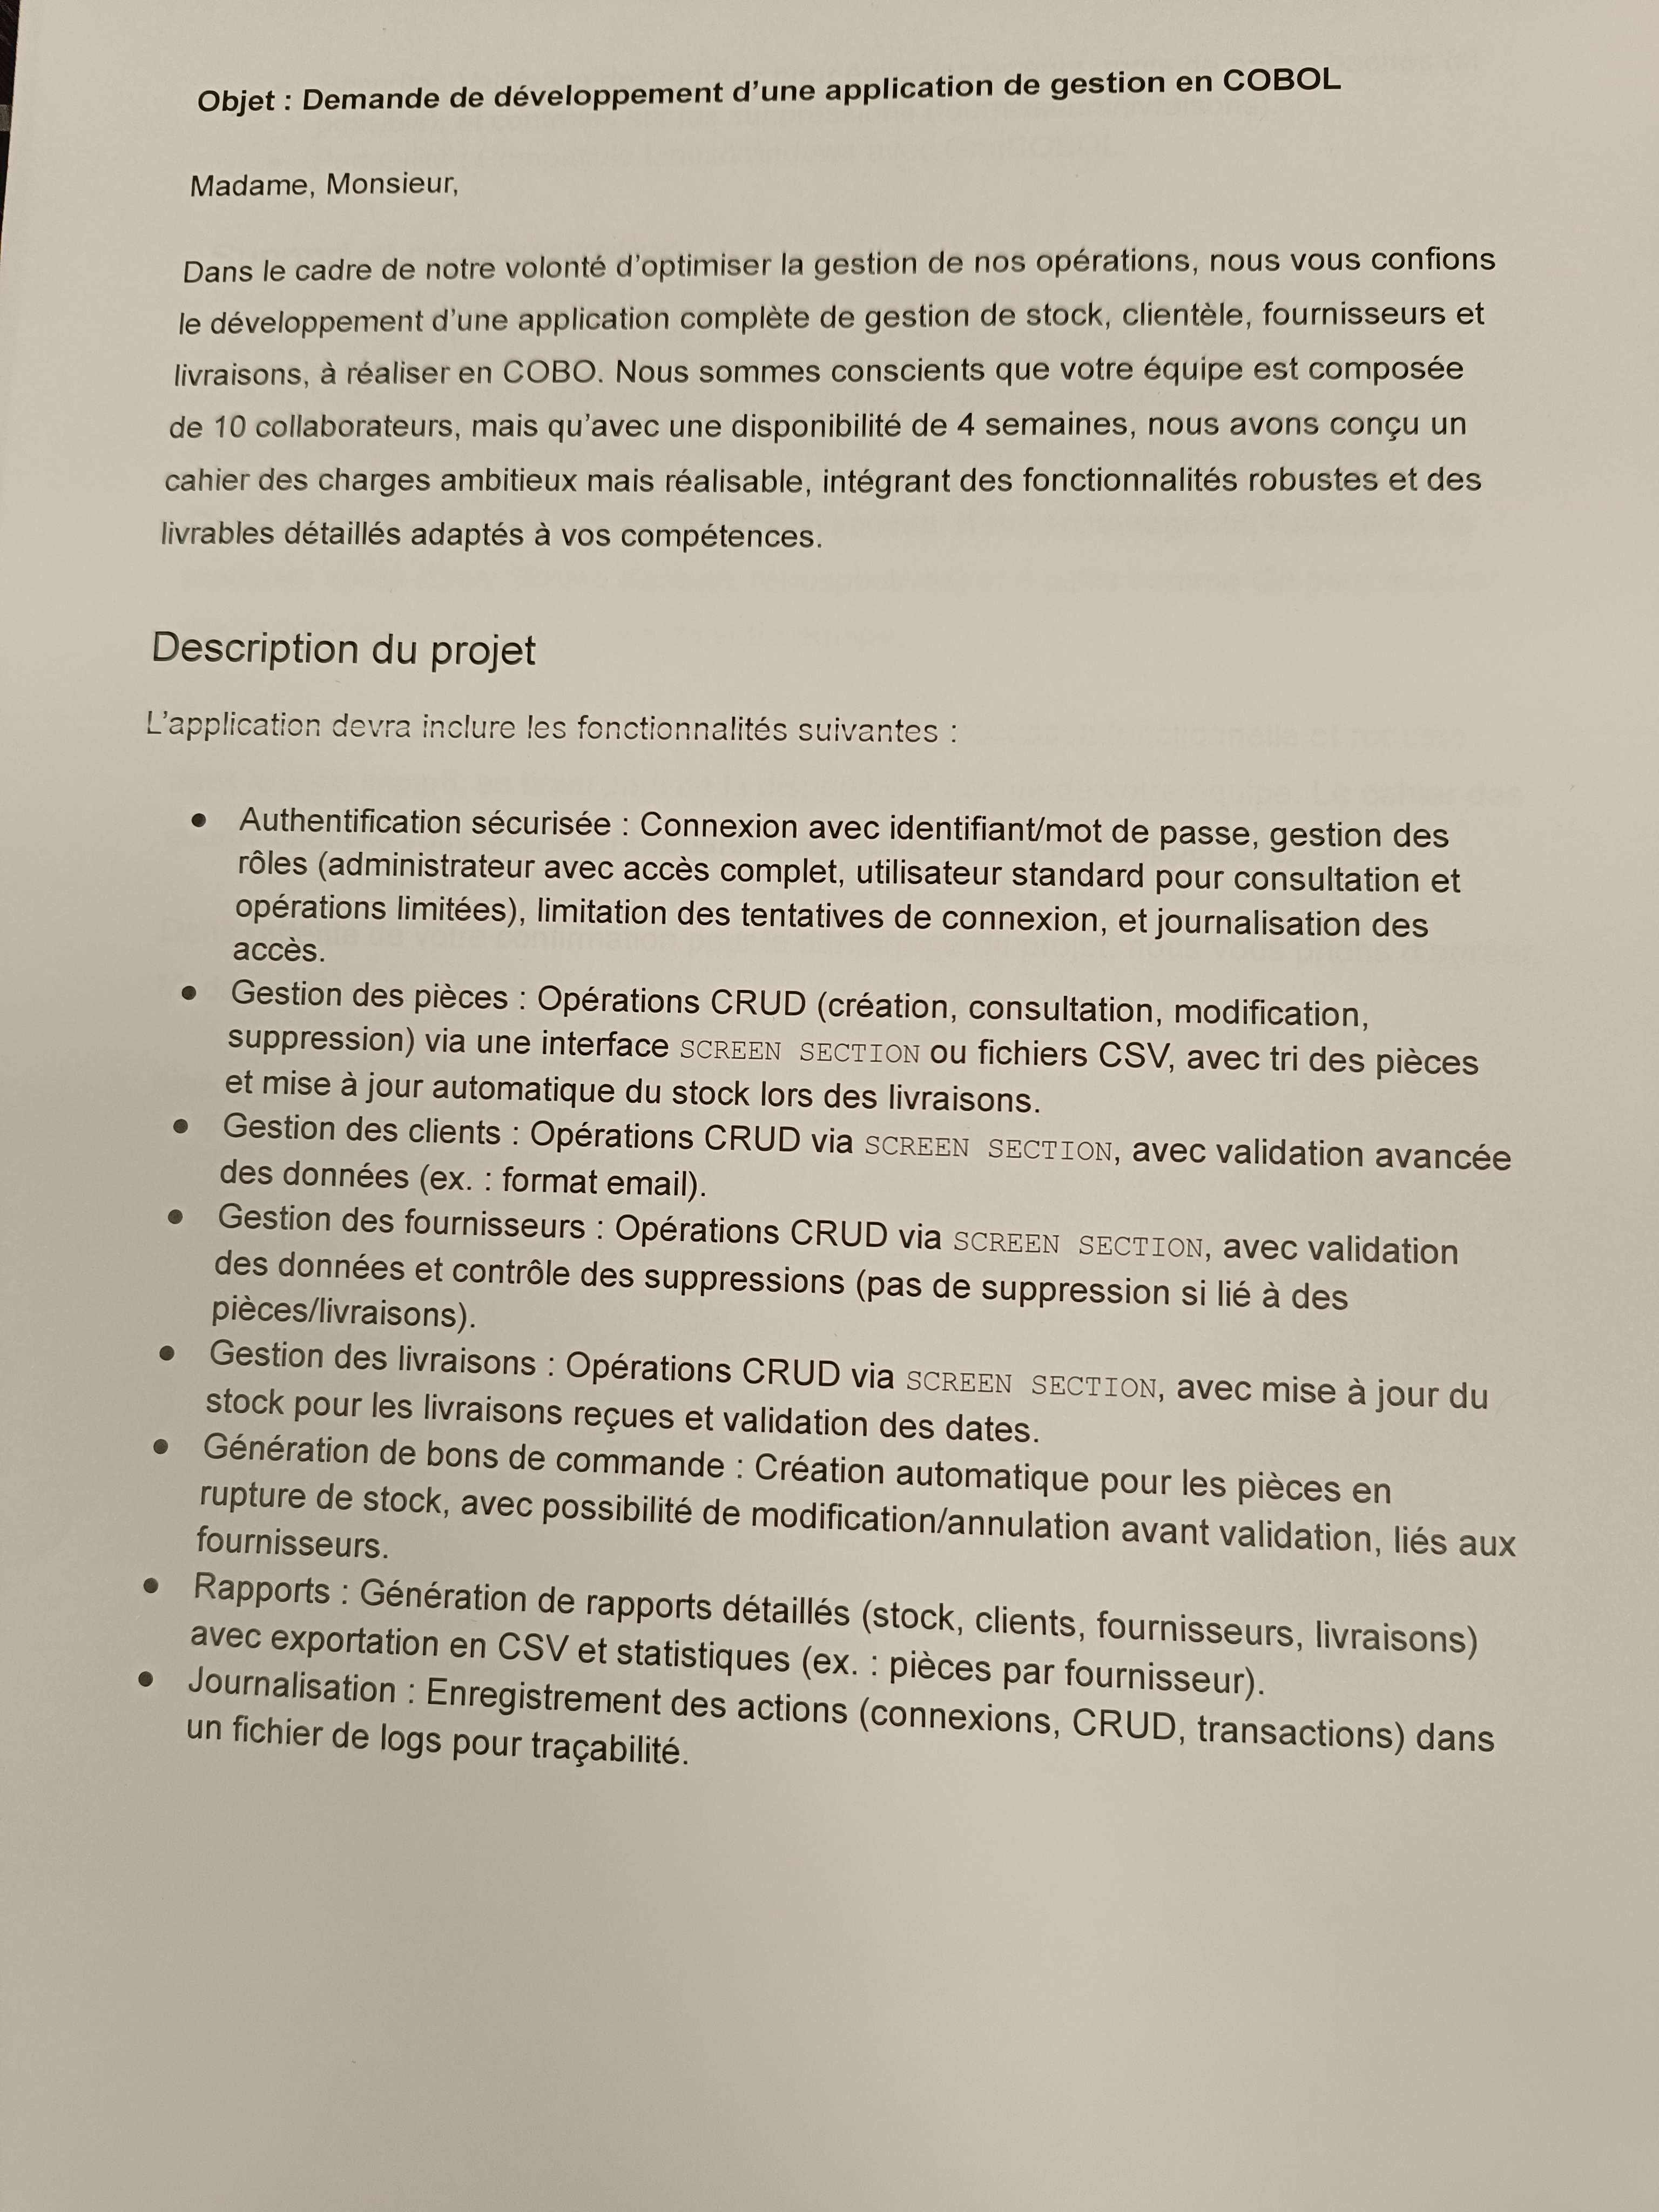 Objet : Demande de développement d'une application de gestion en COBOL
Madame, Monsieur,
Dans le cadre de notre volonté d'optimiser la gestion de nos opérations, nous vous confions
le développement d'une application complète de gestion de stock, clientèle, fournisseurs et
livraisons, à réaliser en COBO. Nous sommes conscients que votre équipe est composée
de 10 collaborateurs, mais qu'avec une disponibilité de 4 semaines, nous avons conçu un
cahier des charges ambitieux mais réalisable, intégrant des fonctionnalités robustes et des
livrables détaillés adaptés à vos compétences.
Description du projet
L'application devra inclure les fonctionnalités suivantes :
● Authentification sécurisée : Connexion avec identifiant/mot de passe, gestion des
rôles (administrateur avec accès complet, utilisateur standard pour consultation et
opérations limitées), limitation des tentatives de connexion, et journalisation des
accès.
● Gestion des pièces : Opérations CRUD (création, consultation, modification,
suppression) via une interface SCREEN SECTION ou fichiers CSV, avec tri des pièces
et mise à jour automatique du stock lors des livraisons.
● Gestion des clients : Opérations CRUD via SCREEN SECTION, avec validation avancée
des données (ex. : format email).
● Gestion des fournisseurs : Opérations CRUD via SCREEN SECTION, avec validation
des données et contrôle des suppressions (pas de suppression si lié à des
pièces/livraisons).
● Gestion des livraisons : Opérations CRUD via SCREEN SECTION, avec mise à jour du
stock pour les livraisons reçues et validation des dates.
● Génération de bons de commande : Création automatique pour les pièces en
rupture de stock, avec possibilité de modification/annulation avant validation, liés aux
fournisseurs.
● Rapports : Génération de rapports détaillés (stock, clients, fournisseurs, livraisons)
avec exportation en CSV et statistiques (ex. : pièces par fournisseur).
● Journalisation : Enregistrement des actions (connexions, CRUD, transactions) dans
un fichier de logs pour traçabilité.